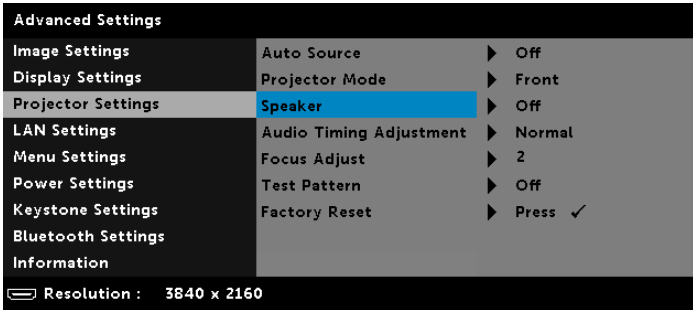 Advanced Settings
Image Settings
Display Settings
Projector Settings
LAN Settings
Menu Settings
Power Settings
Keystone Settings
Bluetooth Settings
Information
Auto Source Off
Projector Mode Front
Speaker Off
Audio Timing Adjustment Normal
Focus Adjust 2
Test Pattern Off
Factory Reset Press ✓
Resolution : 3840 x 2160